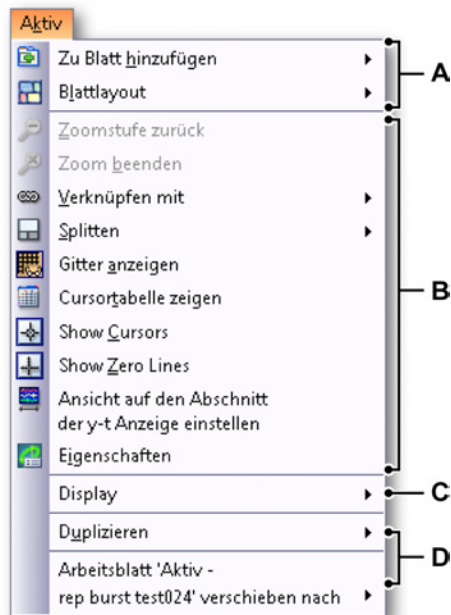 Aktiv
Zu Blatt hinzufügen
A
Blattlayout
Zoomstufe zurück
Zoom beenden
Verknüpfen mit
Splitten
Gitter anzeigen
B
Cursortabelle zeigen
Show Cursors
Show Zero Lines
Ansicht auf den Abschnitt
der y-t Anzeige einstellen
Eigenschaften
Display
C
Duplizieren
D
Arbeitsblatt 'Aktiv -
rep burst test024' verschieben nach